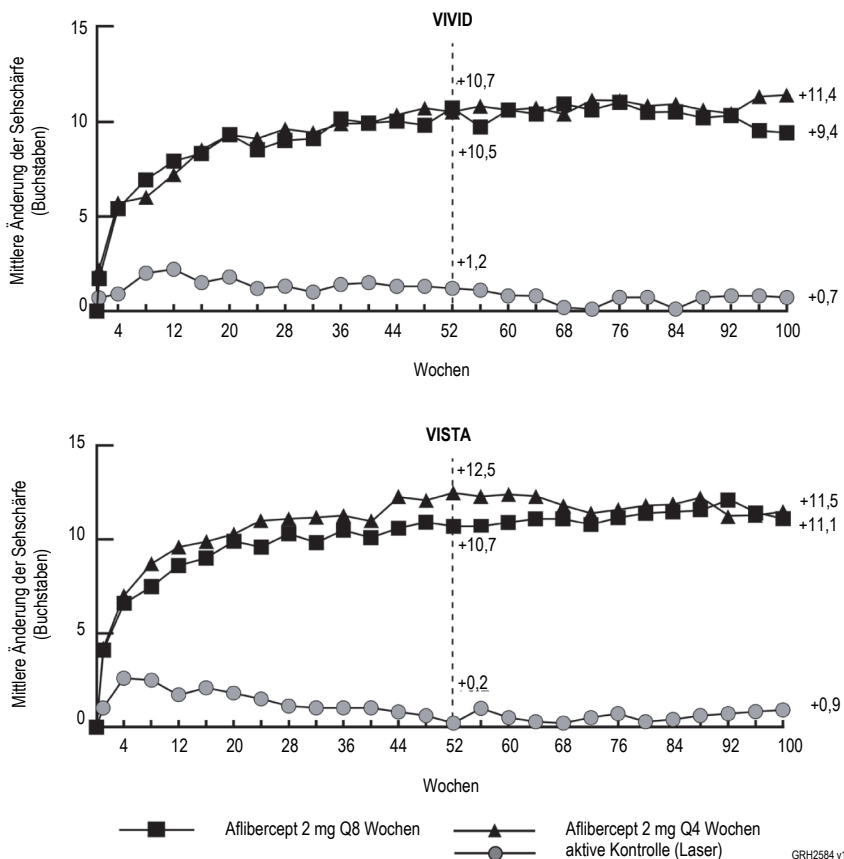 VIVID
15
10
5
0
Mittlere Änderung der Sehschärfe
(Buchstaben)
+10,7
+10,5
+1,2
+11,4
+9,4
+0,7
4 12 20 28 36 44 52 60 68 76 84 92 100
Wochen
VISTA
15
10
5
0
Mittlere Änderung der Sehschärfe
(Buchstaben)
+12,5
+10,7
+0,2
+11,5
+11,1
+0,9
4 12 20 28 36 44 52 60 68 76 84 92 100
Wochen
Aflibercept 2 mg Q8 Wochen
Aflibercept 2 mg Q4 Wochen
aktive Kontrolle (Laser)
GRH2584 v1